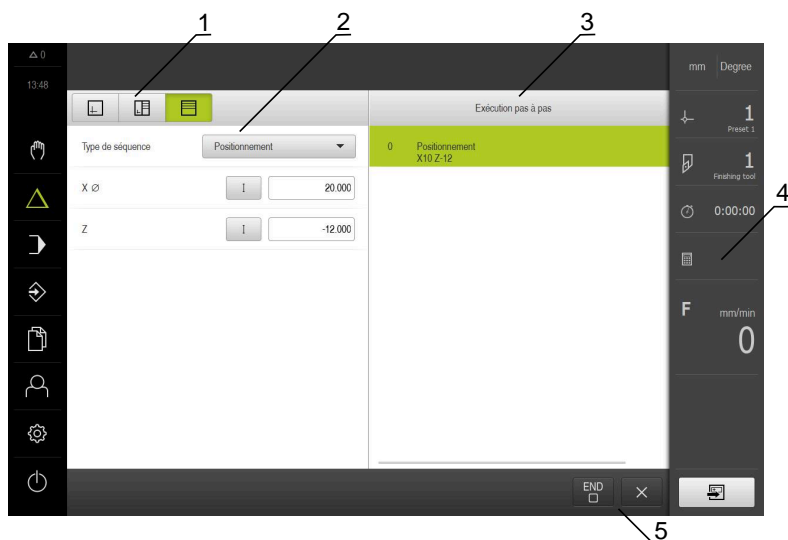 1
2
3
4
5
0
13:48
Type de séquence
Positionnement
X Ø
I
20.000
Z
I
-12.000
Exécution pas à pas
0
Positionnement
X10 Z-12
mm
Degree
1
Preset 1
1
Finishing tool
0:00:00
F
mm/min
0
END